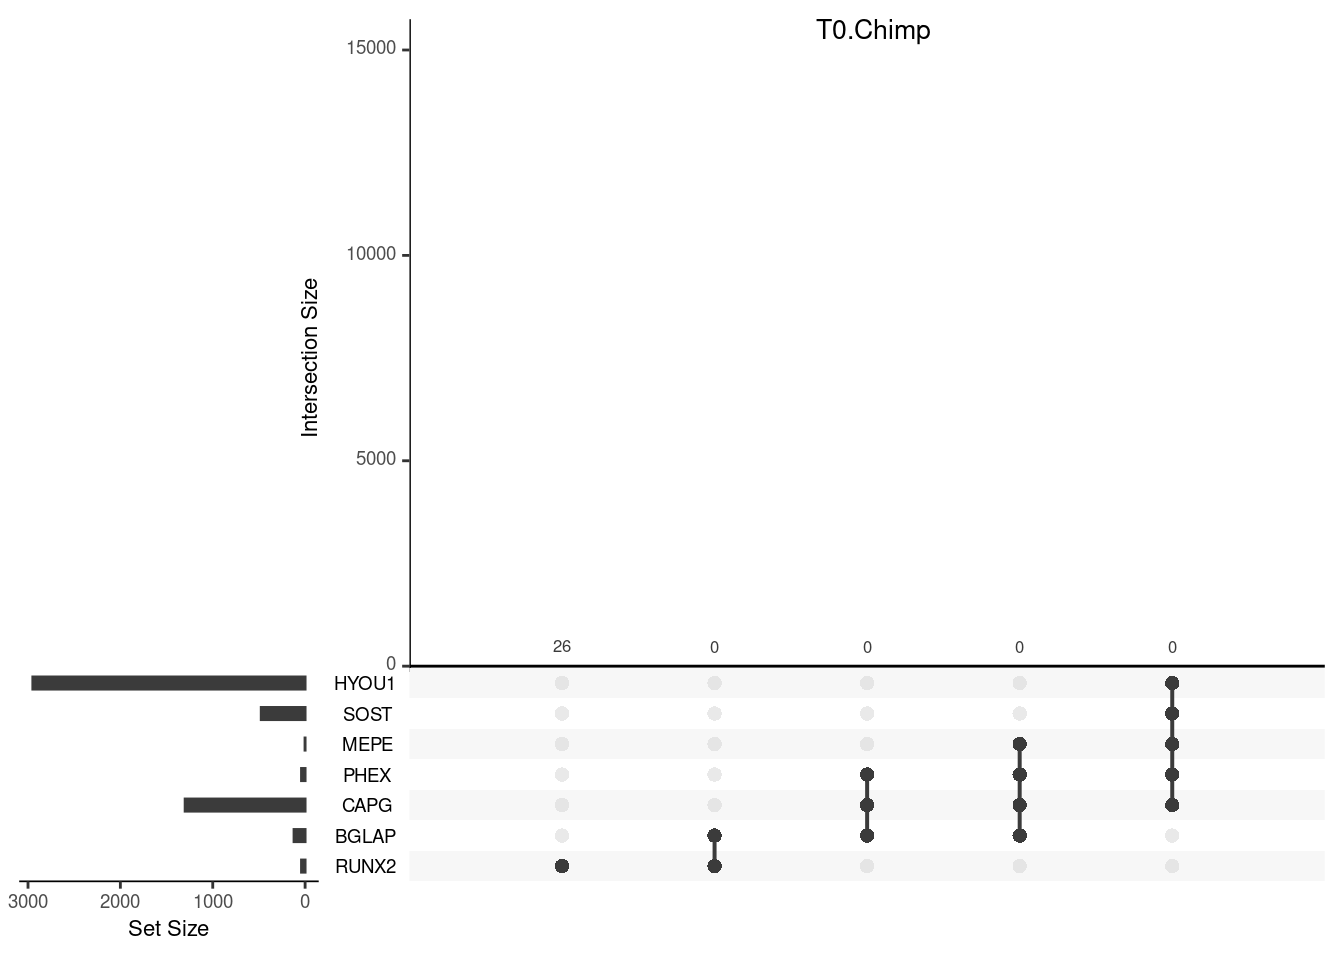 T0.Chimp
15000
10000
5000
0
Intersection Size
26 0 0 0 0
HYOU1
SOST
MEPE
PHEX
CAPG
BGLAP
RUNX2
3000 2000 1000 0
Set Size